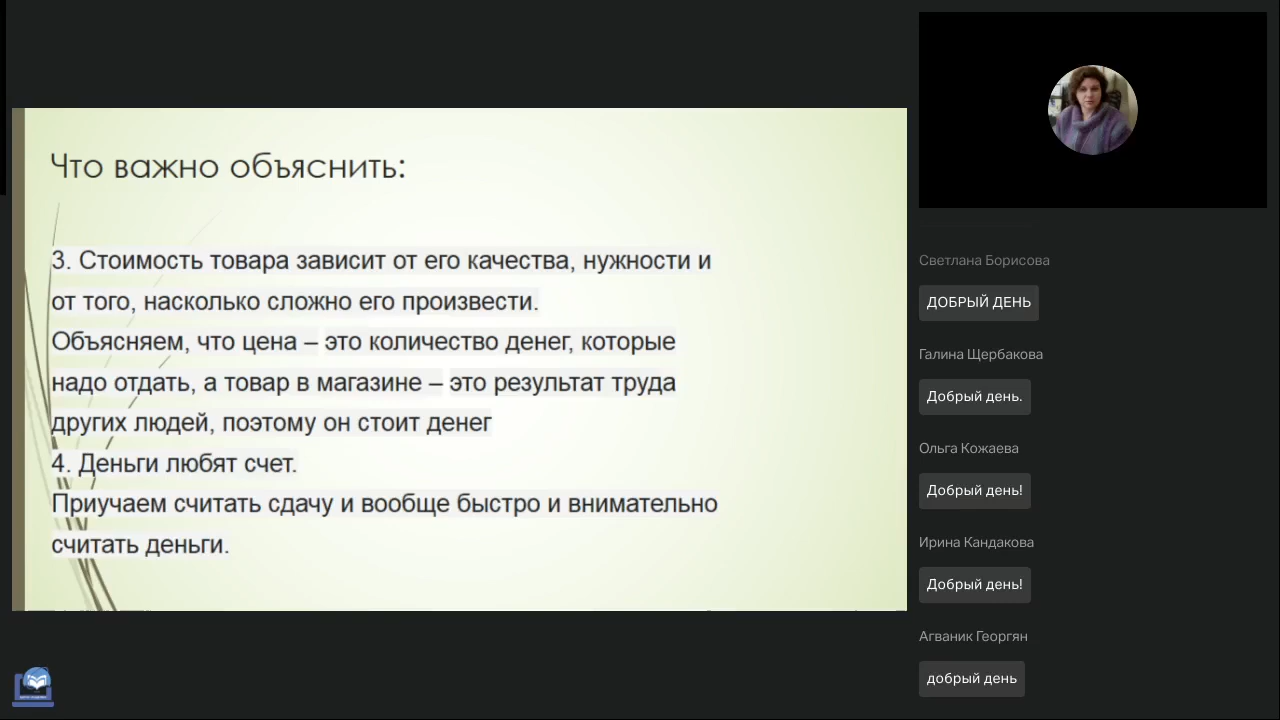 Что важно объяснить:
3. Стоимость товара зависит от его качества, нужности и
от того, насколько сложно его произвести.
Объясняем, что цена – это количество денег, которые
надо отдать, а товар в магазине – это результат труда
других людей, поэтому он стоит денег
4. Деньги любят счет.
Приучаем считать сдачу и вообще быстро и внимательно
считать деньги.
Светлана Борисова
ДОБРЫЙ ДЕНЬ
Галина Щербакова
Добрый день.
Ольга Кожаева
Добрый день!
Ирина Кандакова
Добрый день!
Агваник Георгян
добрый день